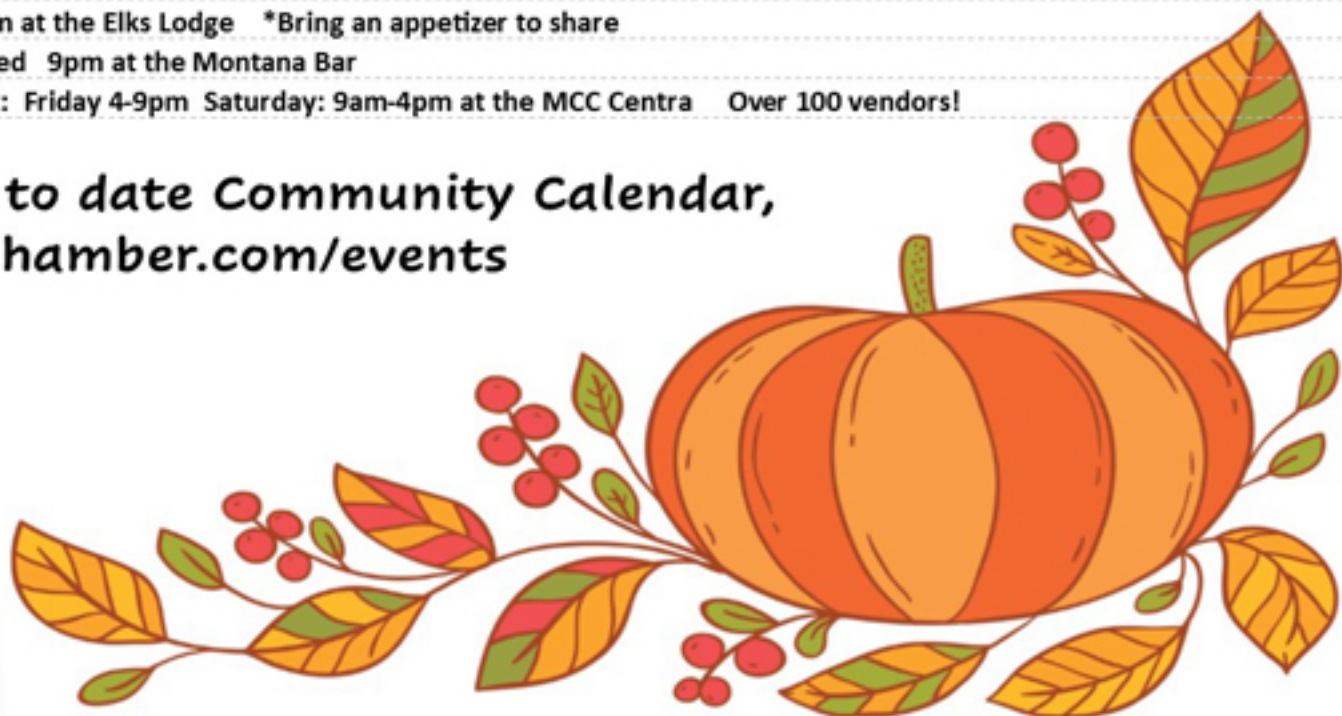 n at the Elks Lodge *Bring an appetizer to share
ed 9pm at the Montana Bar
: Friday 4-9pm Saturday: 9am-4pm at the MCC Centra Over 100 vendors!
to date Community Calendar,
hamber.com/events